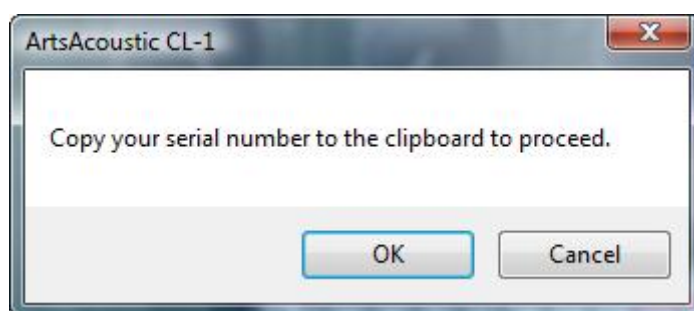 ArtsAcoustic CL-1
Copy your serial number to the clipboard to proceed.
OK
Cancel